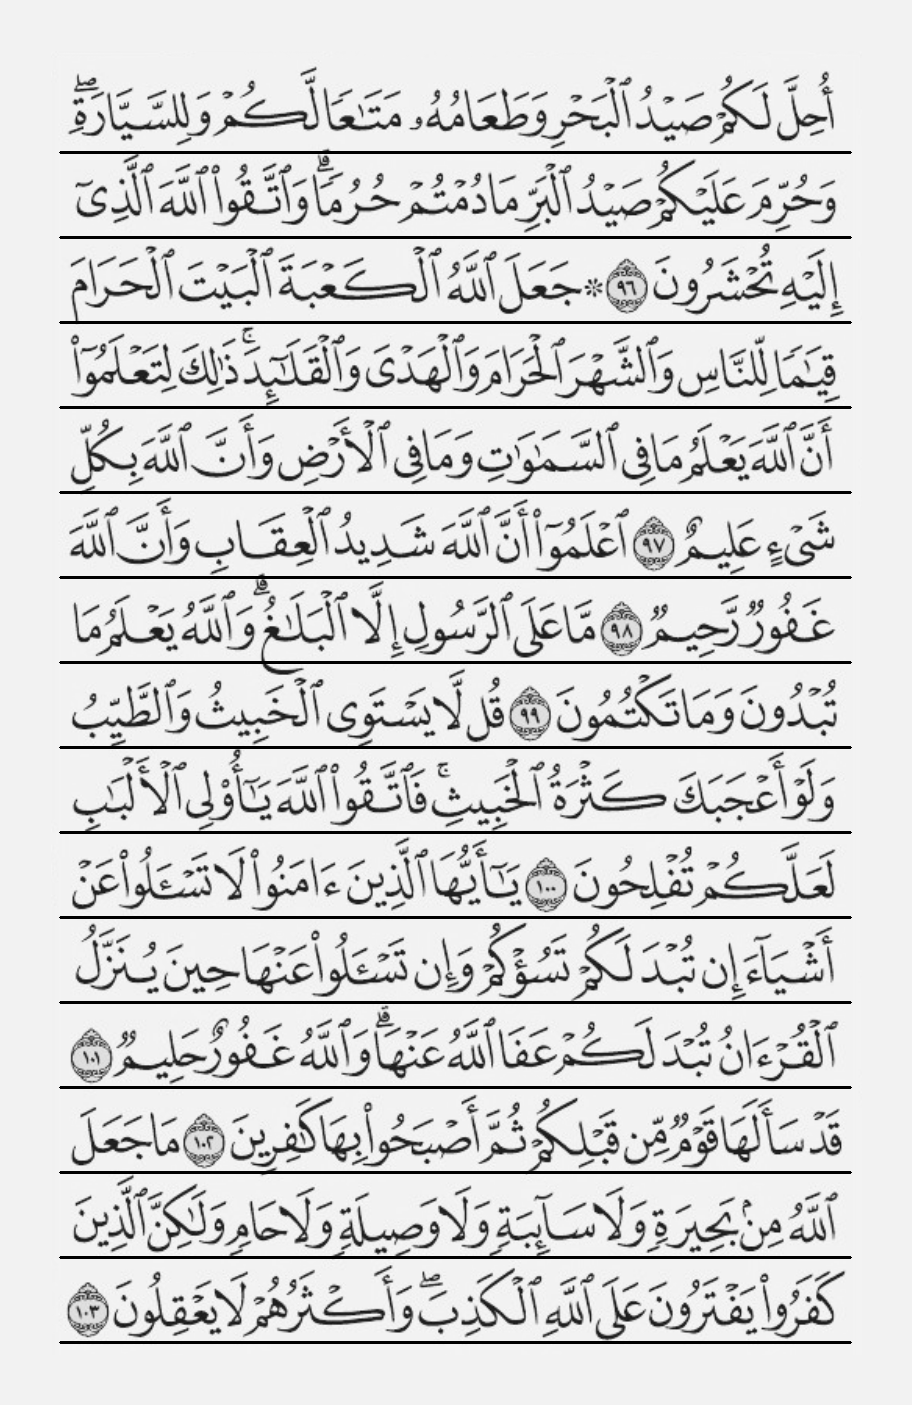 أُحِلَّ لَكُمْ صَيْدُ ٱلْبَحْرِ وَطَعَامُهُۥ مَتَـٰعًا لَّكُمْ وَلِلسَّيَّارَةِ ۖ
وَحُرِّمَ عَلَيْكُمْ صَيْدُ ٱلْبَرِّ مَا دُمْتُمْ حُرُمًا ۗ وَٱتَّقُوا۟ ٱللَّهَ ٱلَّذِىٓ
إِلَيْهِ تُحْشَرُونَ ٩٦ ۞ جَعَلَ ٱللَّهُ ٱلْكَعْبَةَ ٱلْبَيْتَ ٱلْحَرَامَ
قِيَـٰمًا لِّلنَّاسِ وَٱلشَّهْرَ ٱلْحَرَامَ وَٱلْهَدْىَ وَٱلْقَلَـٰٓئِدَ ۚ ذَٰلِكَ لِتَعْلَمُوٓا۟
أَنَّ ٱللَّهَ يَعْلَمُ مَا فِى ٱلسَّمَـٰوَٰتِ وَمَا فِى ٱلْأَرْضِ وَأَنَّ ٱللَّهَ بِكُلِّ
شَىْءٍ عَلِيمٌ ٩٧ ٱعْلَمُوٓا۟ أَنَّ ٱللَّهَ شَدِيدُ ٱلْعِقَابِ وَأَنَّ ٱللَّهَ
غَفُورٌ رَّحِيمٌ ٩٨ مَّا عَلَى ٱلرَّسُولِ إِلَّا ٱلْبَلَـٰغُ ۗ وَٱللَّهُ يَعْلَمُ مَا
تُبْدُونَ وَمَا تَكْتُمُونَ ٩٩ قُل لَّا يَسْتَوِى ٱلْخَبِيثُ وَٱلطَّيِّبُ
وَلَوْ أَعْجَبَكَ كَثْرَةُ ٱلْخَبِيثِ ۚ فَٱتَّقُوا۟ ٱللَّهَ يَـٰٓأُو۟لِى ٱلْأَلْبَـٰبِ
لَعَلَّكُمْ تُفْلِحُونَ ١٠٠ يَـٰٓأَيُّهَا ٱلَّذِينَ ءَامَنُوا۟ لَا تَسْـَٔلُوا۟ عَنْ
أَشْيَآءَ إِن تُبْدَ لَكُمْ تَسُؤْكُمْ وَإِن تَسْـَٔلُوا۟ عَنْهَا حِينَ يُنَزَّلُ
ٱلْقُرْءَانُ تُبْدَ لَكُمْ عَفَا ٱللَّهُ عَنْهَا ۗ وَٱللَّهُ غَفُورٌ حَلِيمٌ ١٠١
قَدْ سَأَلَهَا قَوْمٌ مِّن قَبْلِكُمْ ثُمَّ أَصْبَحُوا۟ بِهَا كَـٰفِرِينَ ١٠٢ مَا جَعَلَ
ٱللَّهُ مِنۢ بَحِيرَةٍ وَلَا سَآئِبَةٍ وَلَا وَصِيلَةٍ وَلَا حَامٍ وَلَـٰكِنَّ ٱلَّذِينَ
كَفَرُوا۟ يَفْتَرُونَ عَلَى ٱللَّهِ ٱلْكَذِبَ ۖ وَأَكْثَرُهُمْ لَا يَعْقِلُونَ ١٠٣